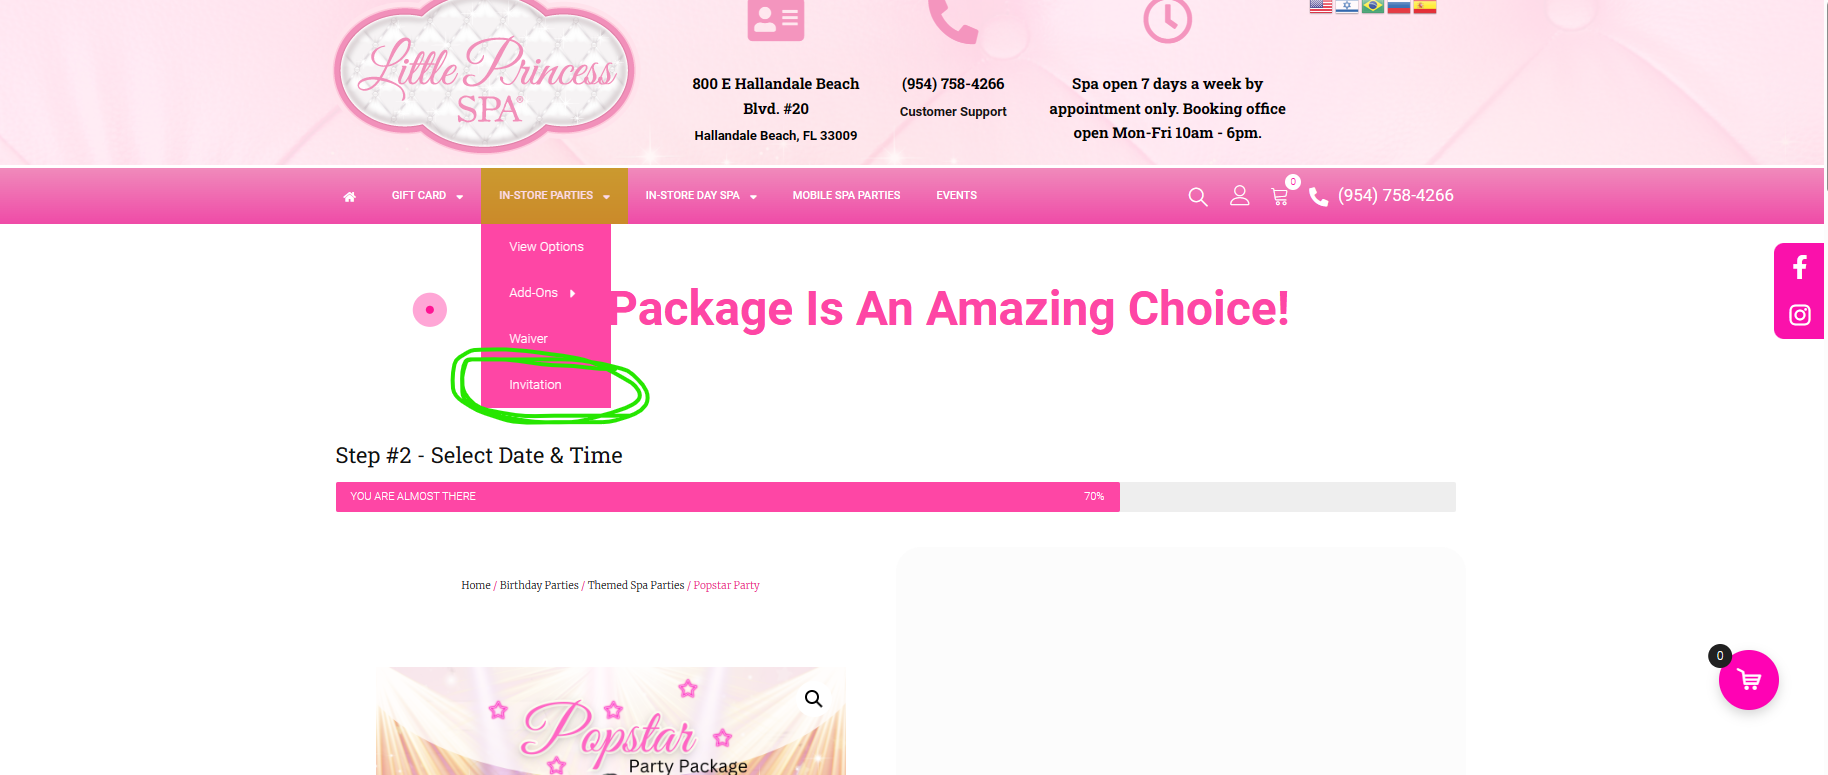 Little Princess
SPA®
800 E Hallandale Beach
Blvd. #20
Hallandale Beach, FL 33009
(954) 758-4266
Customer Support
Spa open 7 days a week by
appointment only. Booking office
open Mon-Fri 10am - 6pm.
GIFT CARD
IN-STORE PARTIES
IN-STORE DAY SPA
MOBILE SPA PARTIES
EVENTS
0
(954) 758-4266
View Options
Add-Ons
Waiver
Invitation
Package Is An Amazing Choice!
Step #2 - Select Date & Time
YOU ARE ALMOST THERE
70%
Home / Birthday Parties / Themed Spa Parties / Popstar Party
0
Popstar
Party Package